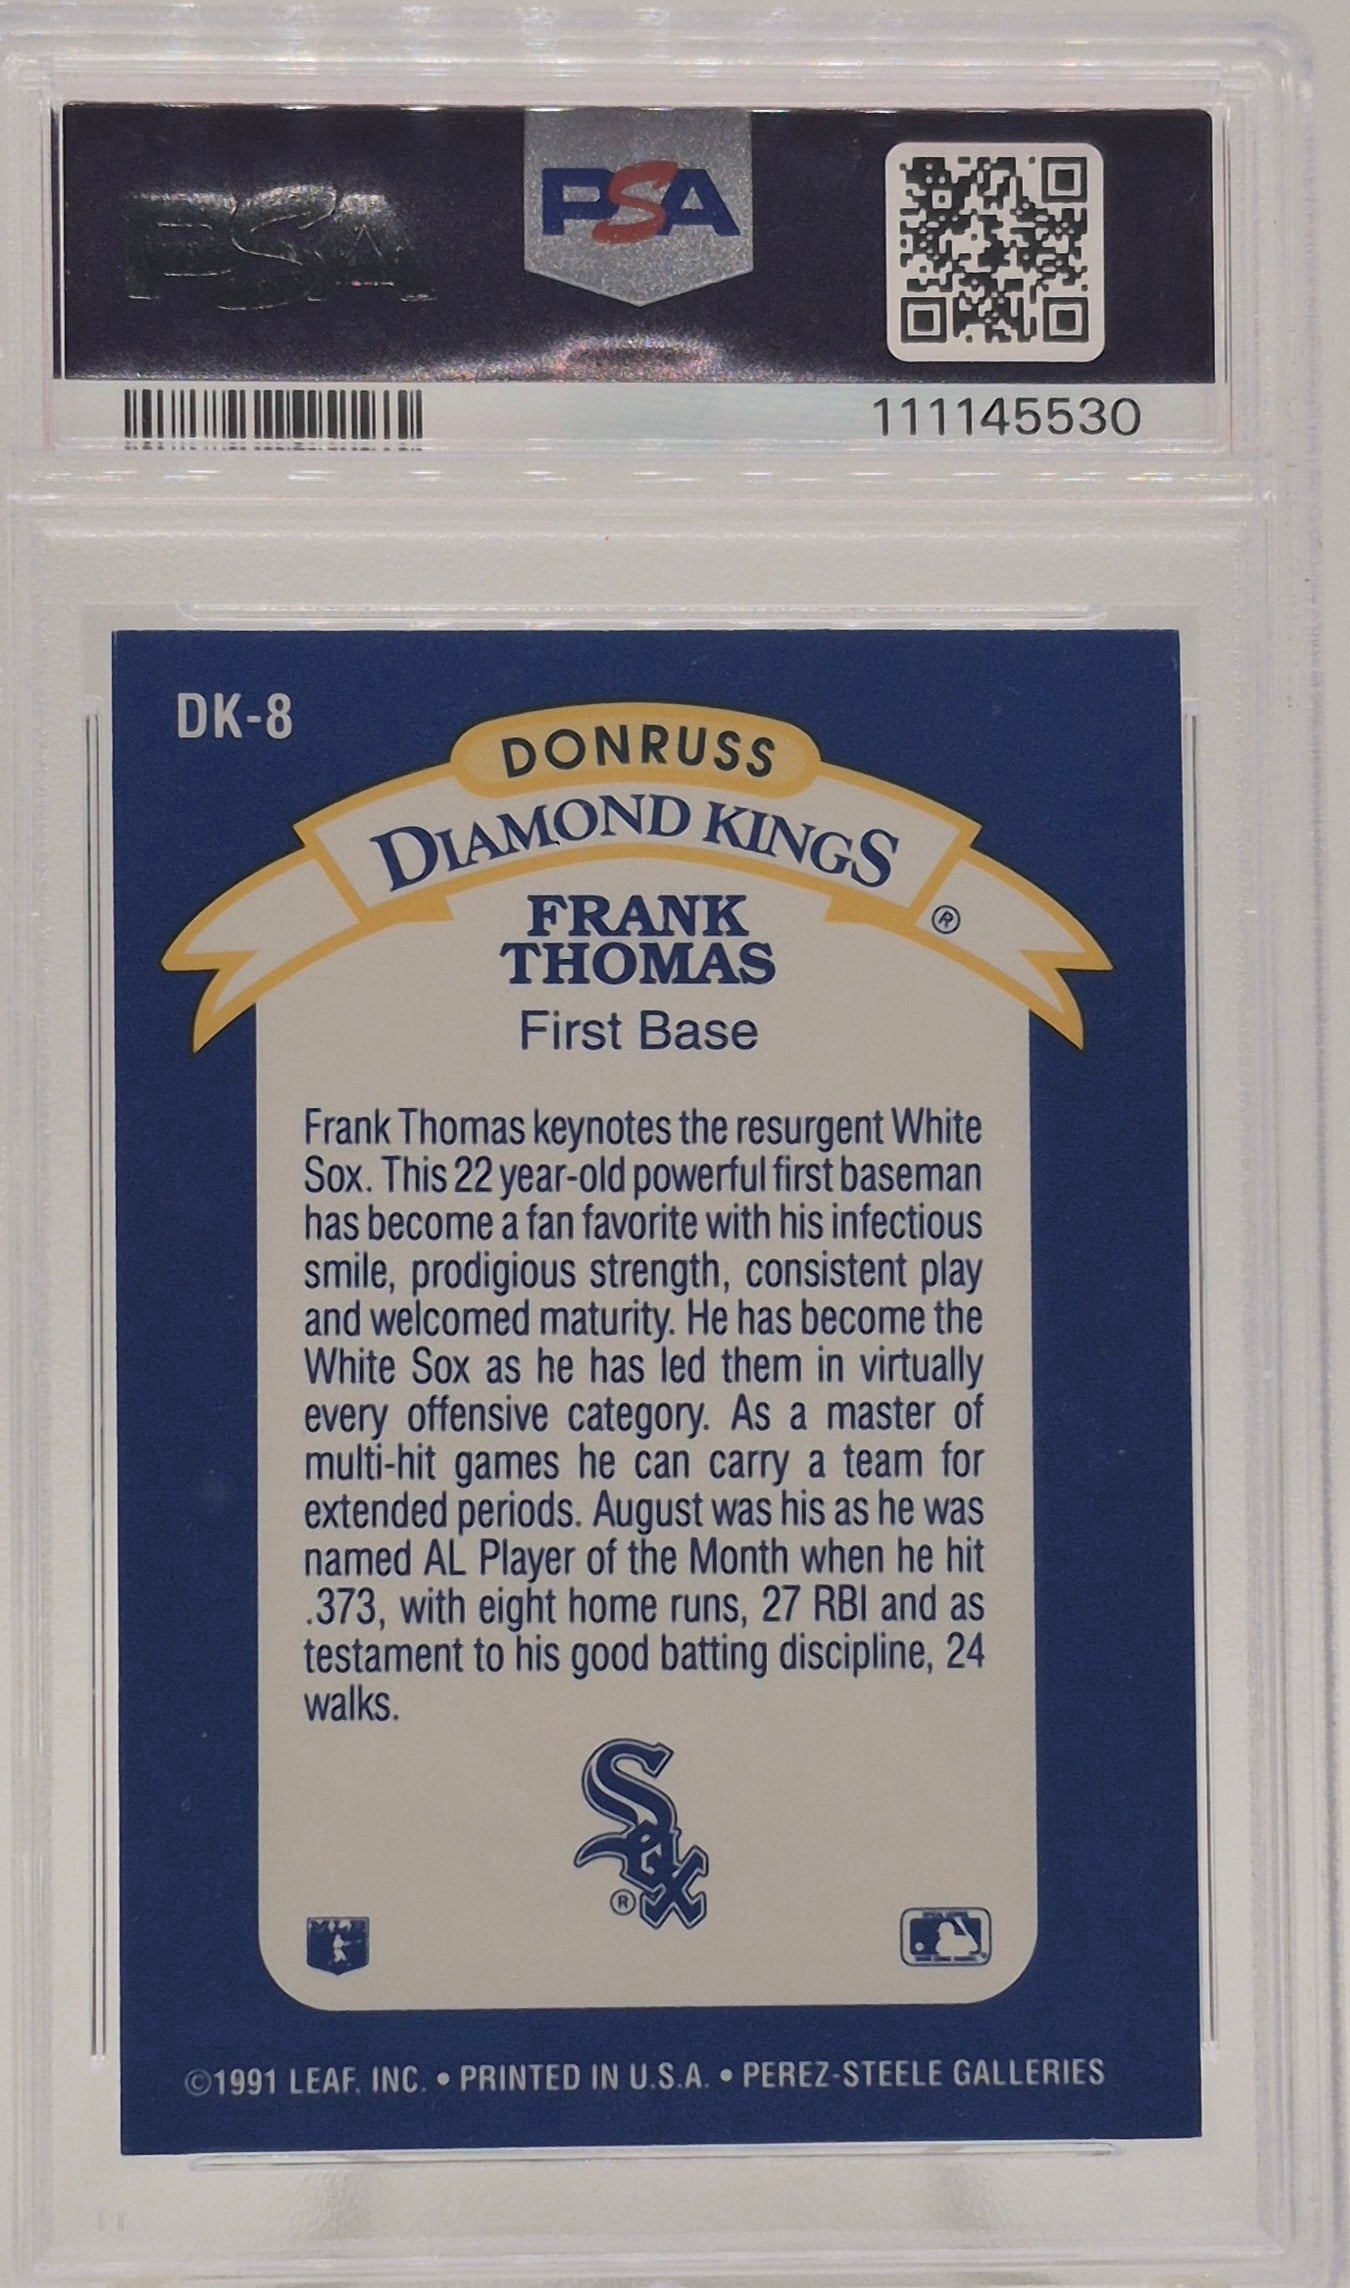 PSA
PSA
111145530
DK-8
DONRUSS
DIAMOND KINGS
®
FRANK
THOMAS
First Base
Frank Thomas keynotes the resurgent White
Sox. This 22 year-old powerful first baseman
has become a fan favorite with his infectious
smile, prodigious strength, consistent play
and welcomed maturity. He has become the
White Sox as he has led them in virtually
every offensive category. As a master of
multi-hit games he can carry a team for
extended periods. August was his as he was
named AL Player of the Month when he hit
.373, with eight home runs, 27 RBI and as
testament to his good batting discipline, 24
walks.
Sox
®
MLB
©1991 LEAF, INC. • PRINTED IN U.S.A. • PEREZ-STEELE GALLERIES